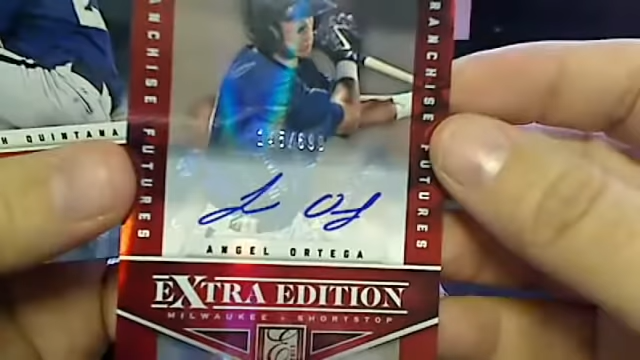 FRANCHISE FUTURES
FRANCHISE FUTURES
H QUINTANA
ANGEL ORTEGA
EXTRA EDITION
MILWAUKEE - SHORTSTOP